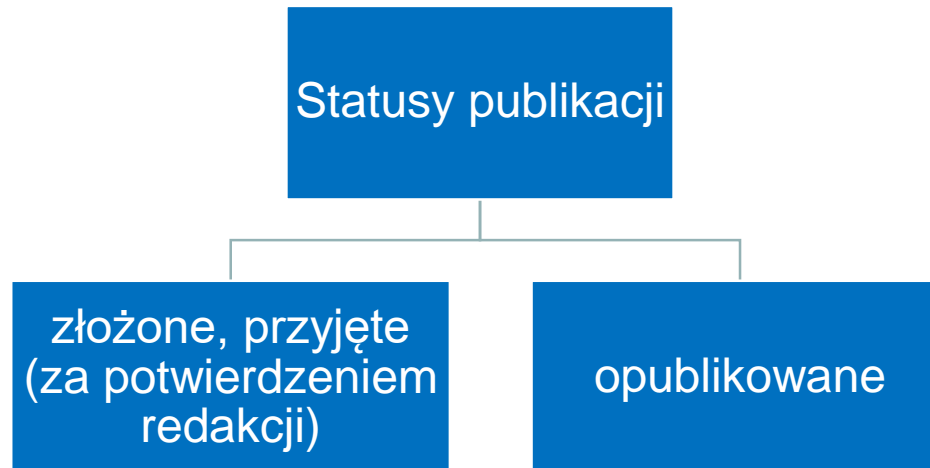 Statusy publikacji
złożone, przyjęte
(za potwierdzeniem
redakcji)
opublikowane